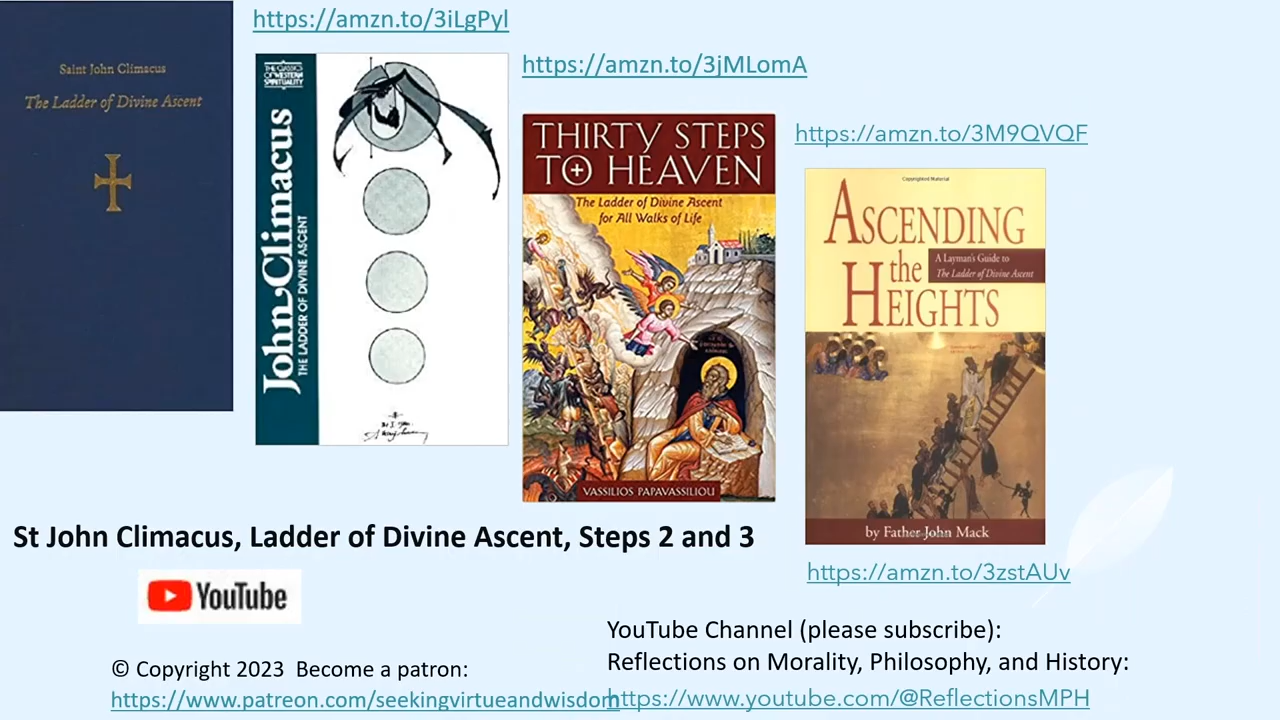 https://amzn.to/3iLgPyl
Saint John Climacus
The Ladder of Divine Ascent
THE CLASSICS
OF WESTERN
SPIRITUALITY
John Climacus
THE LADDER OF DIVINE ASCENT
https://amzn.to/3jMLomA
THIRTY STEPS
TO HEAVEN
The Ladder of Divine Ascent
for All Walks of Life
VASSILIOS PAPAVASSILIOU
https://amzn.to/3M9QVQF
Copyrighted Material
ASCENDING
the
HEIGHTS
A Layman's Guide to
The Ladder of Divine Ascent
by Father John Mack
https://amzn.to/3zstAUv
St John Climacus, Ladder of Divine Ascent, Steps 2 and 3
YouTube
YouTube Channel (please subscribe):
Reflections on Morality, Philosophy, and History:
https://www.youtube.com/@ReflectionsMPH
© Copyright 2023 Become a patron:
https://www.patreon.com/seekingvirtueandwisdom